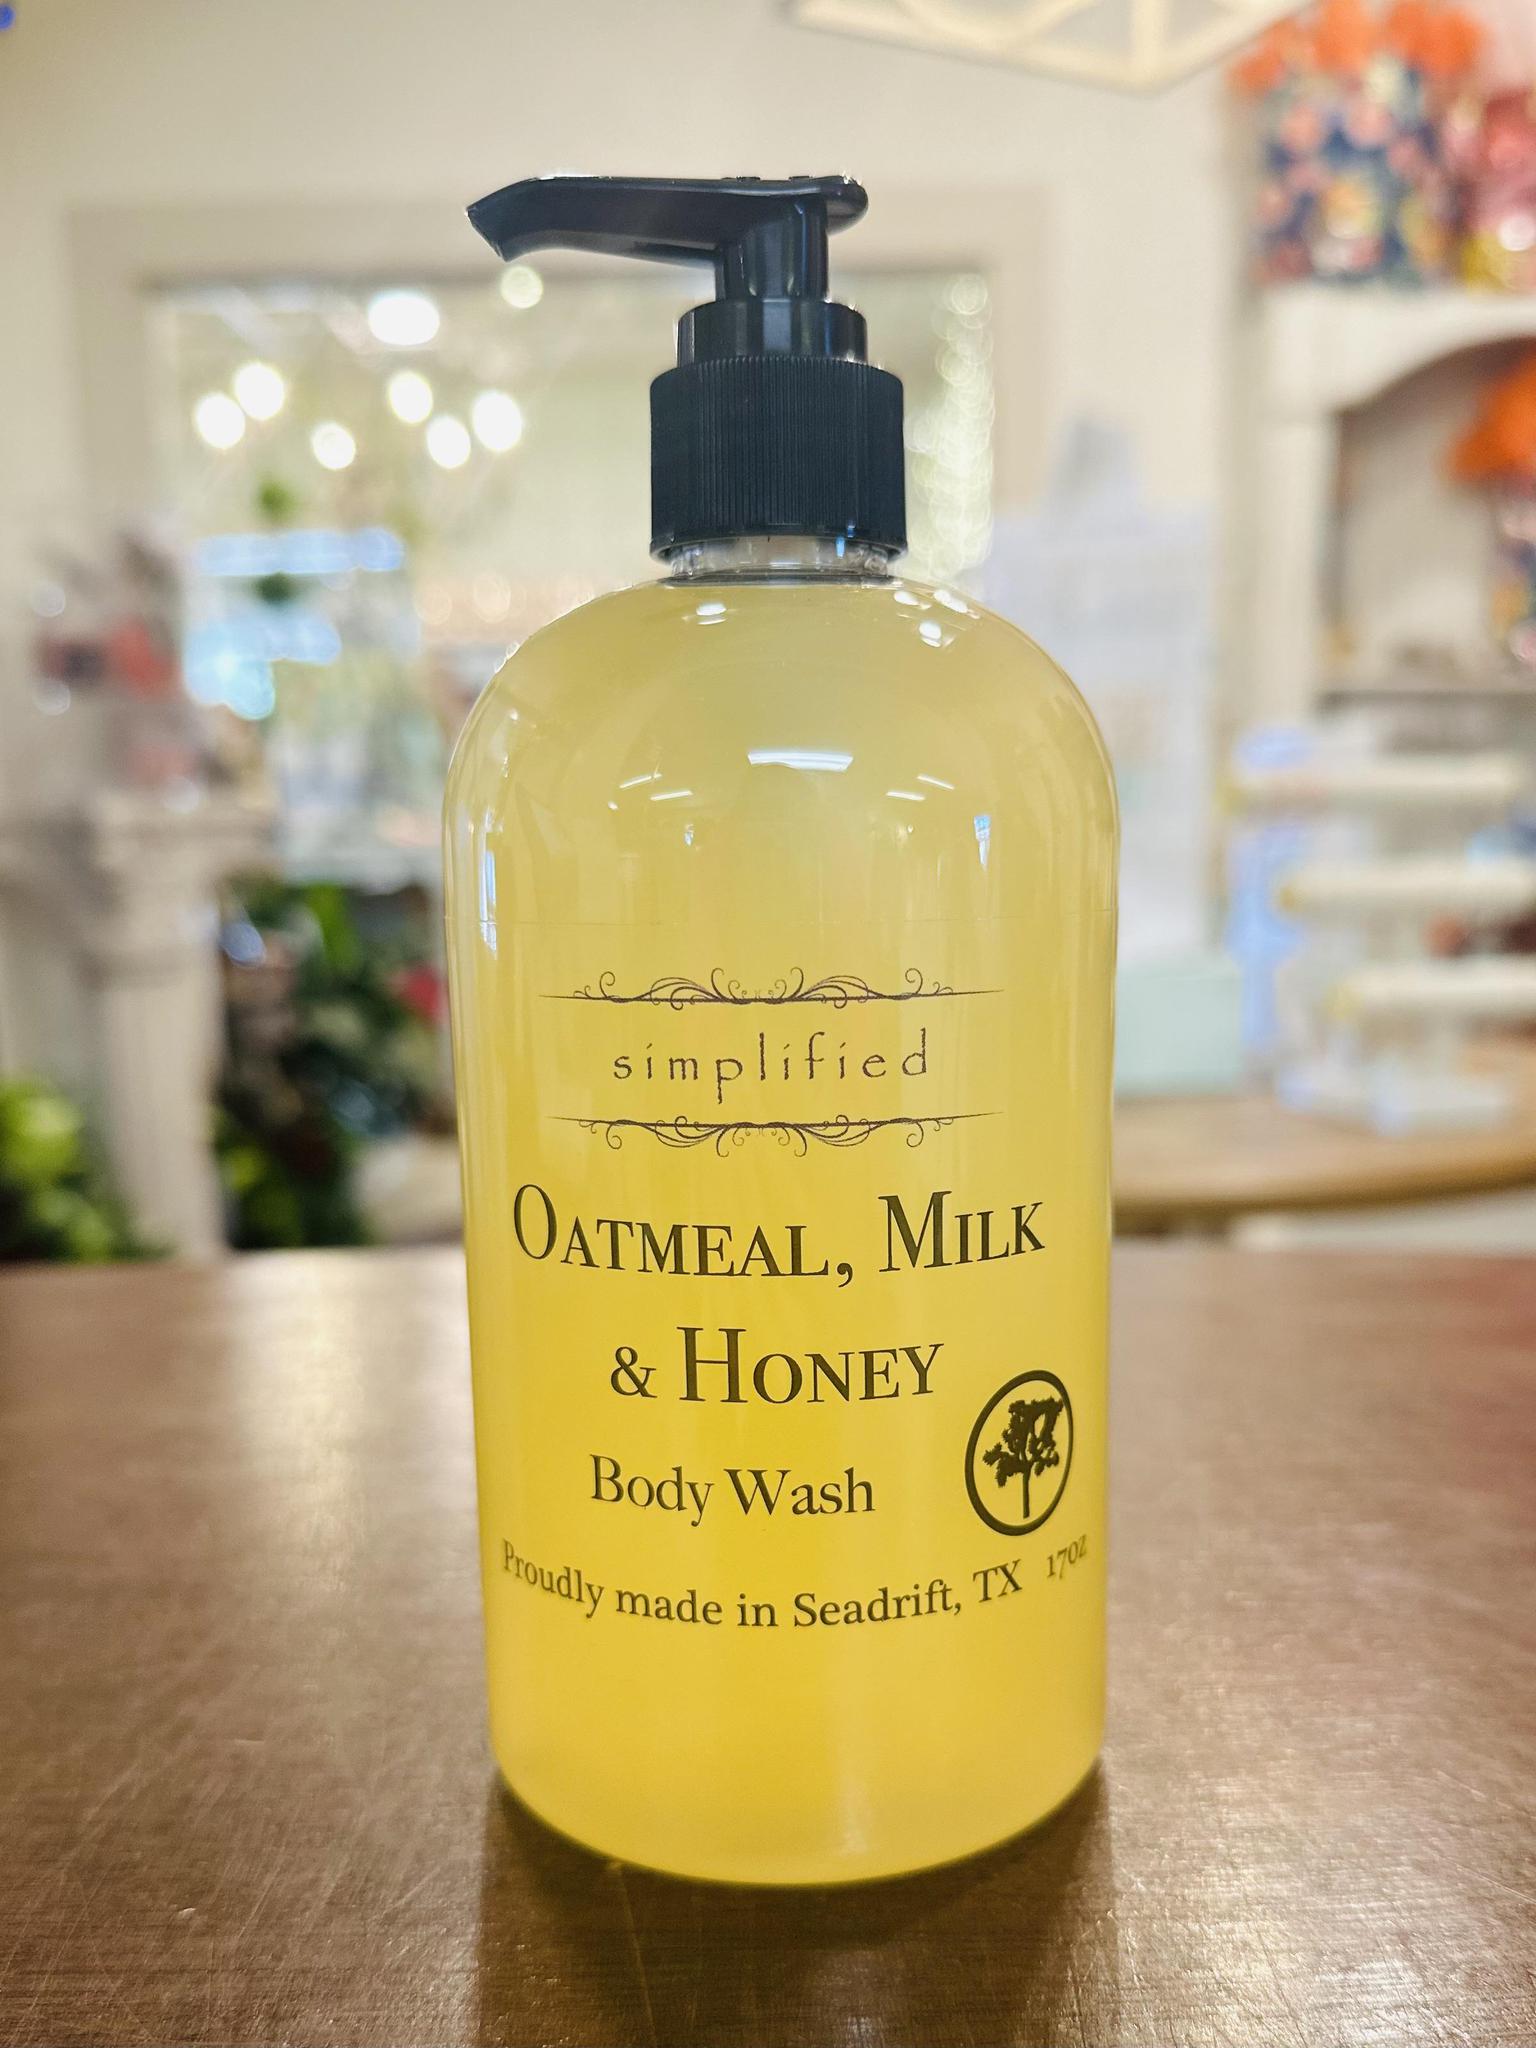 simplified
Oatmeal, Milk
& Honey
Body Wash
Proudly made in Seadrift, TX 17oz